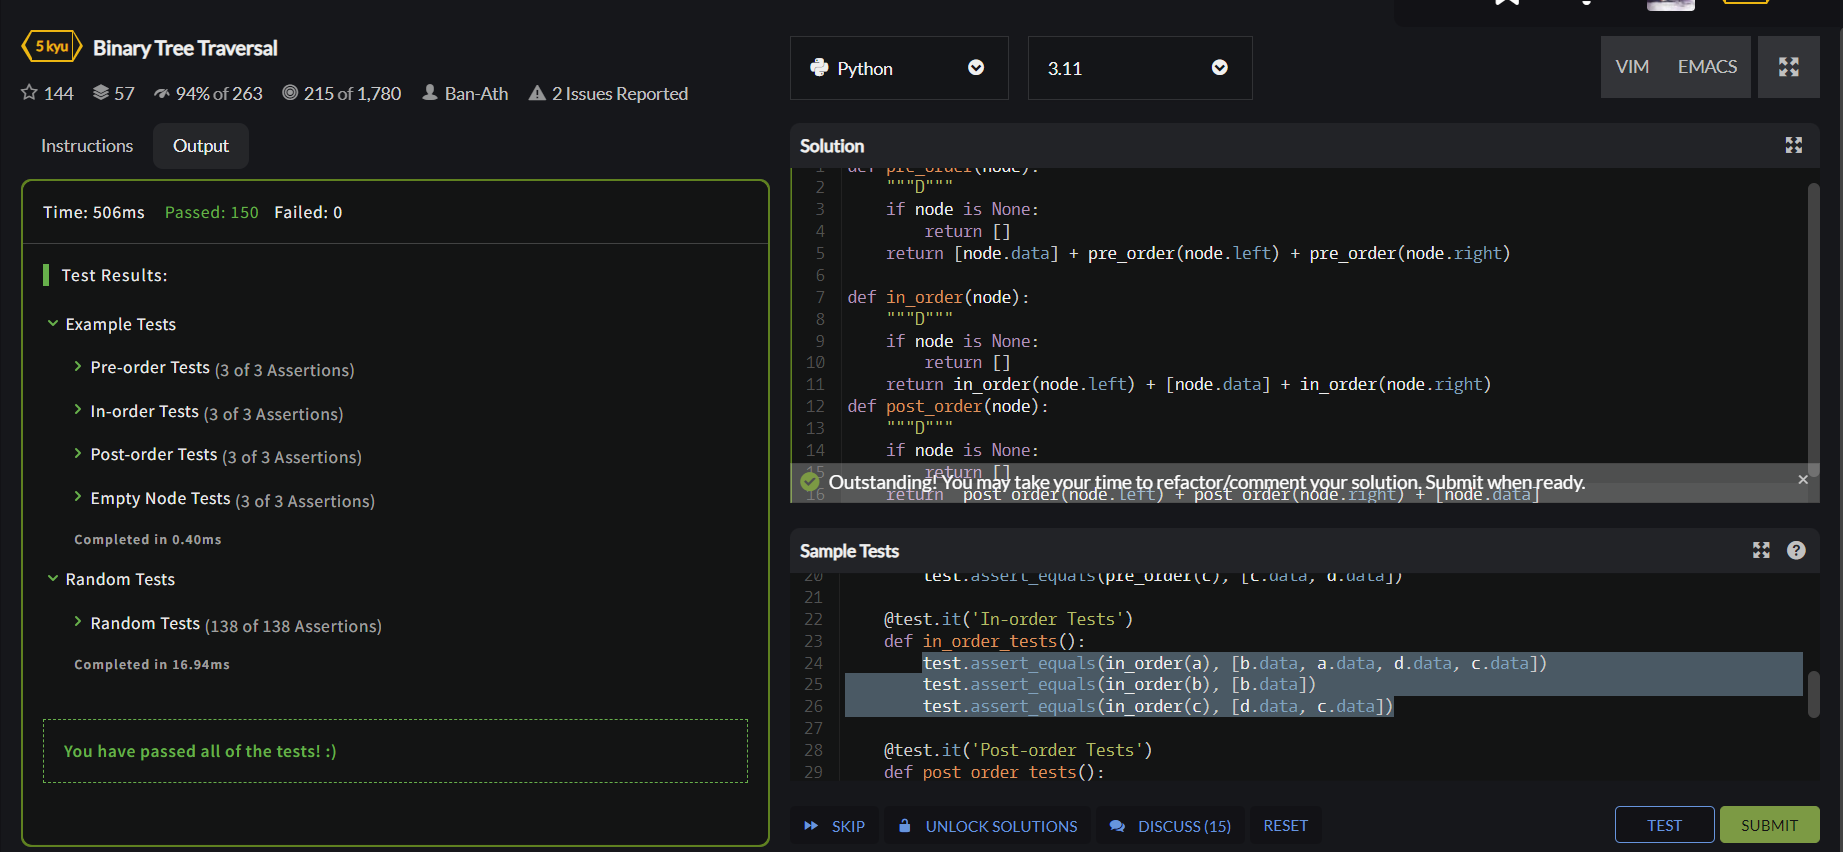 5 kyu Binary Tree Traversal
144 57 94% of 263 215 of 1,780 Ban-Ath 2 Issues Reported
Instructions Output
Time: 506ms Passed: 150 Failed: 0
Test Results:
Example Tests
Pre-order Tests (3 of 3 Assertions)
In-order Tests (3 of 3 Assertions)
Post-order Tests (3 of 3 Assertions)
Empty Node Tests (3 of 3 Assertions)
Completed in 0.40ms
Random Tests
Random Tests (138 of 138 Assertions)
Completed in 16.94ms
You have passed all of the tests! :)
Python 3.11 VIM EMACS
Solution
1 def pre_order(node):
2 """D"""
3 if node is None:
4 return []
5 return [node.data] + pre_order(node.left) + pre_order(node.right)
6
7 def in_order(node):
8 """D"""
9 if node is None:
10 return []
11 return in_order(node.left) + [node.data] + in_order(node.right)
12 def post_order(node):
13 """D"""
14 if node is None:
15 return []
Outstanding! You may take your time to refactor/comment your solution. Submit when ready. ×
16 return post_order(node.left) + post_order(node.right) + [node.data]
Sample Tests ?
20 test.assert_equals(pre_order(c), [c.data, d.data])
21
22 @test.it('In-order Tests')
23 def in_order_tests():
24 test.assert_equals(in_order(a), [b.data, a.data, d.data, c.data])
25 test.assert_equals(in_order(b), [b.data])
26 test.assert_equals(in_order(c), [d.data, c.data])
27
28 @test.it('Post-order Tests')
29 def post_order_tests():
SKIP UNLOCK SOLUTIONS DISCUSS (15) RESET TEST SUBMIT